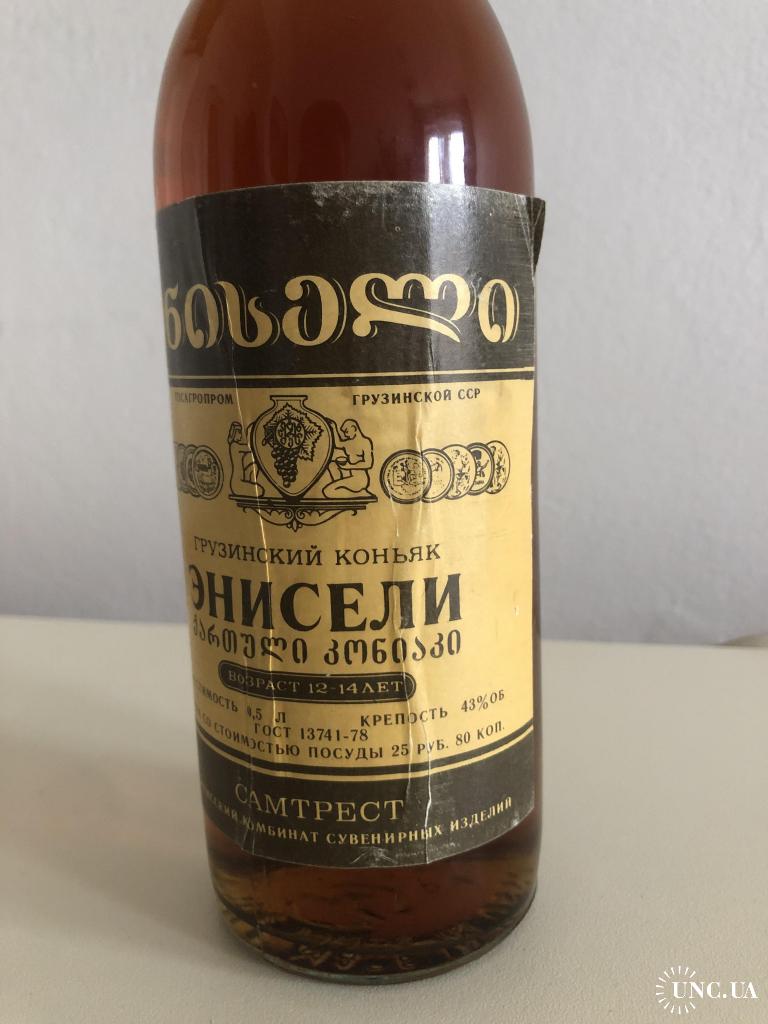 ნისელი
ГОСАГРОПРОМ ГРУЗИНСКОЙ ССР
ГРУЗИНСКИЙ КОНЬЯК
ЭНИСЕЛИ
ქართული კონიაკი
ВОЗРАСТ 12-14 ЛЕТ
0,5 Л КРЕПОСТЬ 43% ОБ
ГОСТ 13741-78
СО СТОИМОСТЬЮ ПОСУДЫ 25 РУБ. 80 КОП.
САМТРЕСТ
КОМБИНАТ СУВЕНИРНЫХ ИЗДЕЛИЙ
UNC.UA